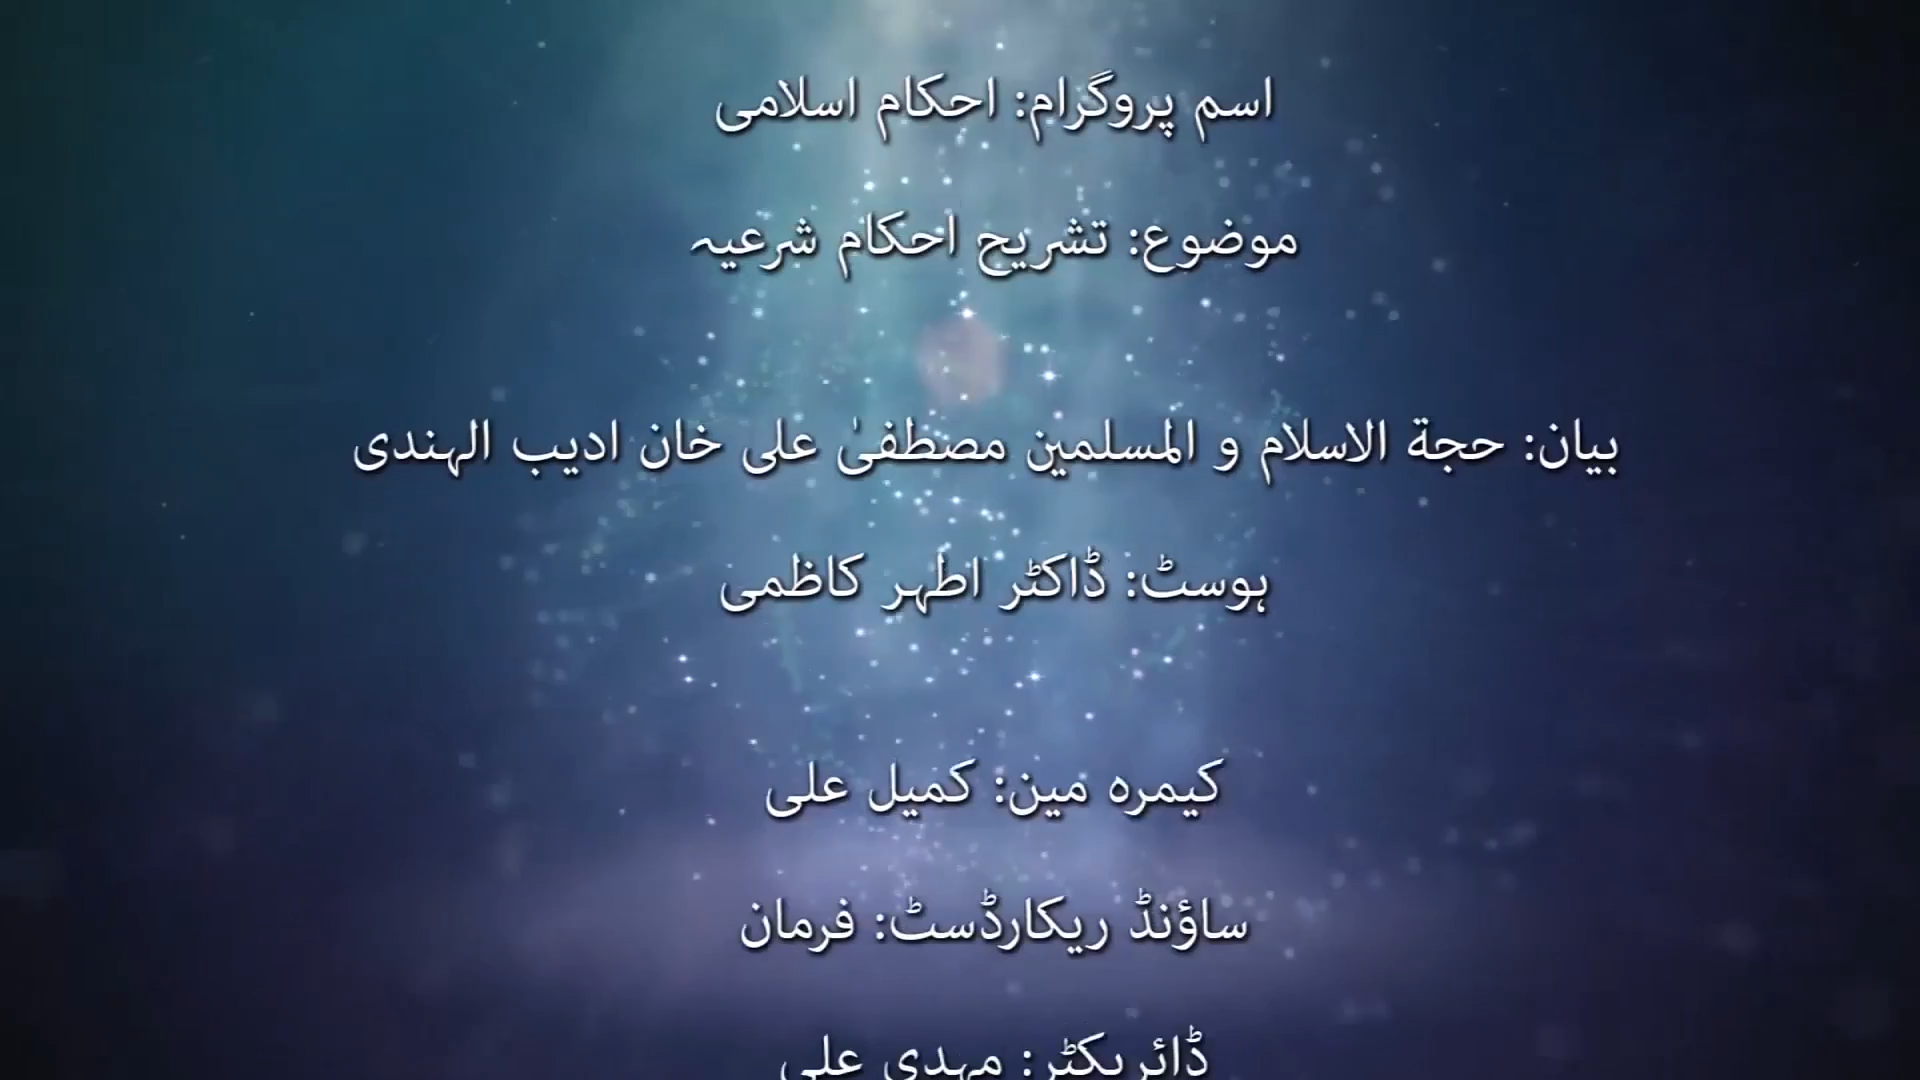 اسم پروگرام: احکام اسلامی
موضوع: تشریح احکام شرعیہ
بیان: حجة الاسلام و المسلمین مصطفیٰ علی خان ادیب الہندی
ہوسٹ: ڈاکٹر اطہر کاظمی
کیمرہ مین: کمیل علی
ساؤنڈ ریکارڈسٹ: فرمان
ڈائریکٹر: مہدی علی